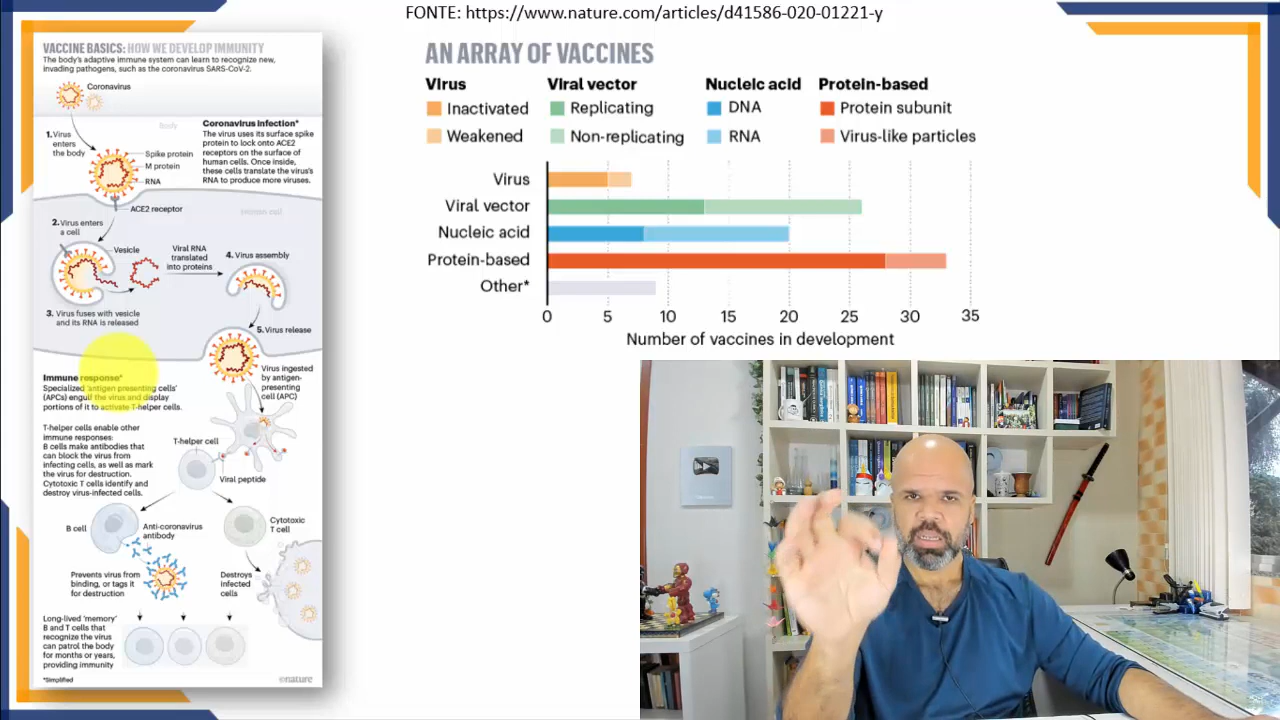 FONTE: https://www.nature.com/articles/d41586-020-01221-y
VACCINE BASICS: HOW WE DEVELOP IMMUNITY
The body's adaptive immune system can learn to recognize new,
invading pathogens, such as the coronavirus SARS-CoV-2.
Coronavirus
Body
1. Virus
enters
the body
Coronavirus Infection*
The virus uses its surface spike
protein to lock onto ACE2
receptors on the surface of
human cells. Once inside,
these cells translate the virus's
RNA to produce more viruses.
Spike protein
M protein
RNA
ACE2 receptor
Human cell
2. Virus enters
a cell
Vesicle
Viral RNA
translated
into proteins
4. Virus assembly
3. Virus fuses with vesicle
and its RNA is released
5. Virus release
Immune response*
Specialized 'antigen-presenting cells'
(APCs) engulf the virus and display
portions of it to activate T-helper cells.
Virus ingested
by antigen-
presenting
cell (APC)
T-helper cells enable other
immune responses:
B cells make antibodies that
can block the virus from
infecting cells, as well as mark
the virus for destruction.
Cytotoxic T cells identify and
destroy virus-infected cells.
T-helper cell
Viral peptide
B cell
Anti-coronavirus
antibody
Cytotoxic
T cell
Prevents virus from
binding, or tags it
for destruction
Destroys
infected
cells
Long-lived 'memory'
B and T cells that
recognize the virus
can patrol the body
for months or years,
providing immunity
*Simplified
©nature
AN ARRAY OF VACCINES
Virus
Inactivated
Weakened
Viral vector
Replicating
Non-replicating
Nucleic acid
DNA
RNA
Protein-based
Protein subunit
Virus-like particles
Virus
Viral vector
Nucleic acid
Protein-based
Other*
0 5 10 15 20 25 30 35
Number of vaccines in development